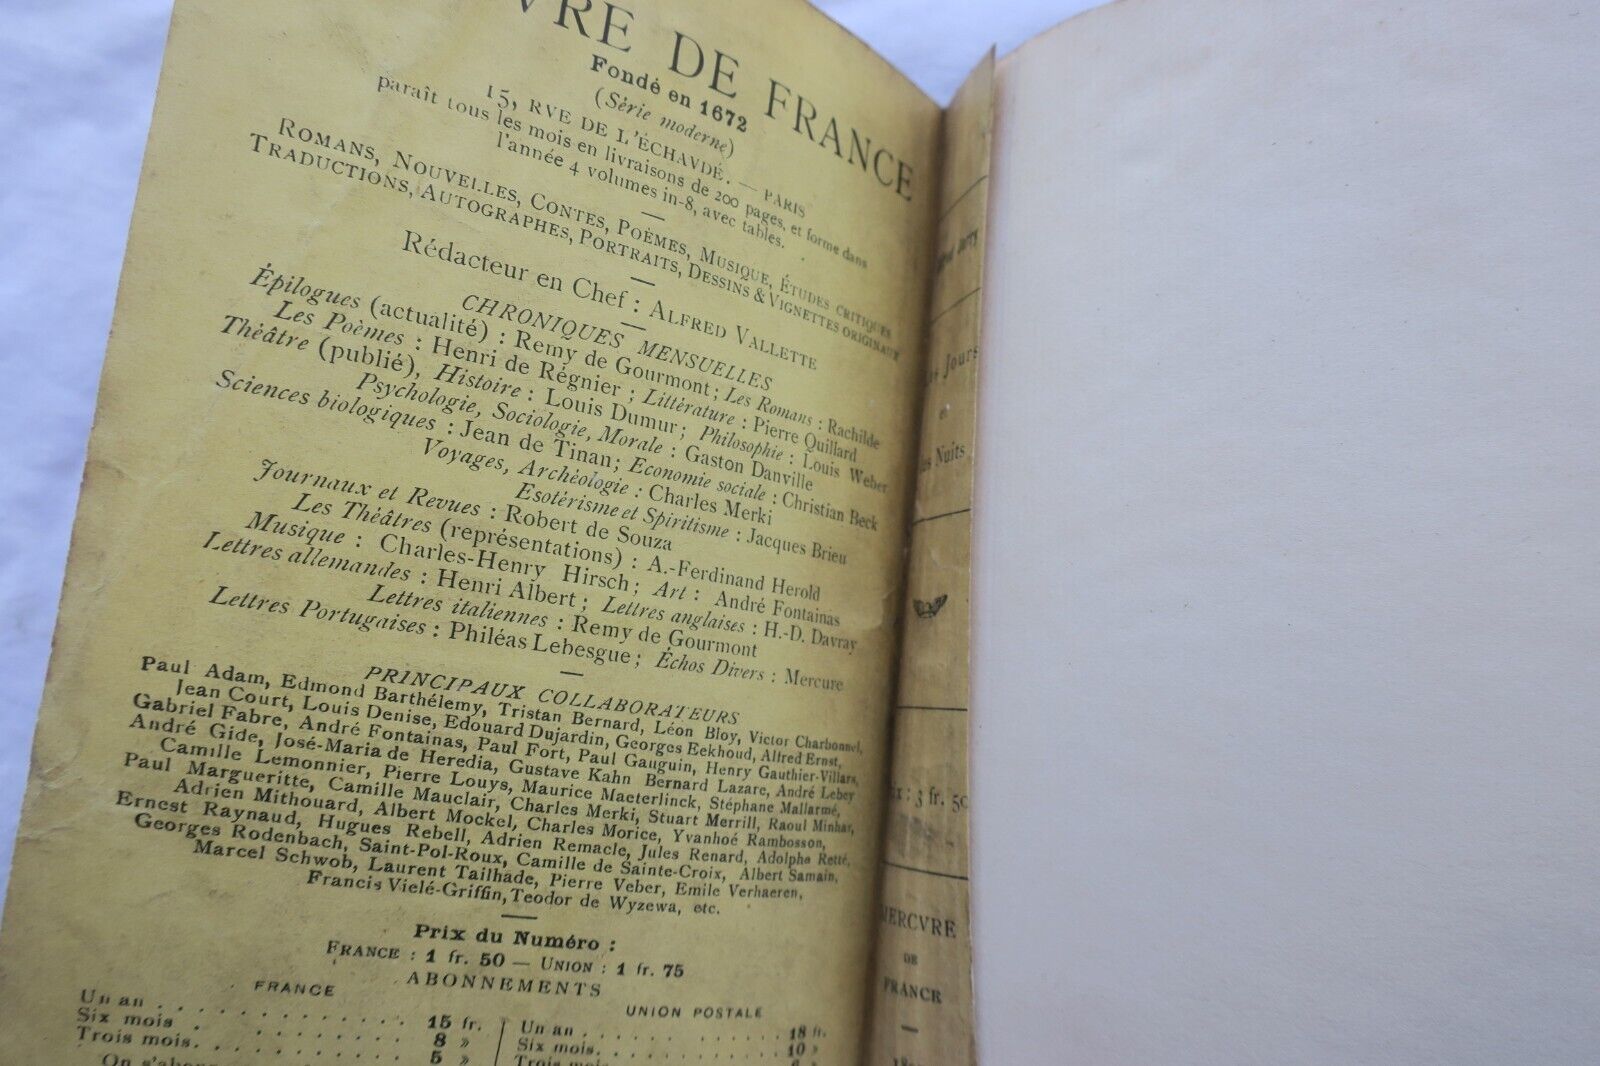 VRE DE FRANCE
Fondé en 1672
(Série moderne)
15, RVE DE L'ÉCHAVDÉ. — PARIS
paraît tous les mois en livraisons de 200 pages, et forme dans
l'année 4 volumes in-8, avec tables.
ROMANS, NOUVELLES, CONTES, POÈMES, MUSIQUE, ÉTUDES CRITIQUES
TRADUCTIONS, AUTOGRAPHES, PORTRAITS, DESSINS & VIGNETTES ORIGINAUX
Rédacteur en Chef : ALFRED VALLETTE
CHRONIQUES MENSUELLES
Épilogues (actualité) : Remy de Gourmont; Les Romans : Rachilde
Les Poèmes : Henri de Régnier ; Littérature : Pierre Quillard
Théâtre (publié), Histoire : Louis Dumur; Philosophie : Louis Weber
Psychologie, Sociologie, Morale : Gaston Danville
Sciences biologiques : Jean de Tinan; Economie sociale : Christian Beck
Voyages, Archéologie : Charles Merki
Esotérisme et Spiritisme : Jacques Brieu
Journaux et Revues : Robert de Souza
Les Théâtres (représentations) : A.-Ferdinand Herold
Musique : Charles-Henry Hirsch; Art : André Fontainas
Lettres allemandes : Henri Albert; Lettres anglaises : H.-D. Davray
Lettres italiennes : Remy de Gourmont
Lettres Portugaises : Philéas Lebesgue; Échos Divers : Mercure
PRINCIPAUX COLLABORATEURS
Paul Adam, Edmond Barthélemy, Tristan Bernard, Léon Bloy, Victor Charbonnel,
Jean Court, Louis Denise, Edouard Dujardin, Georges Eekhoud, Alfred Ernst,
Gabriel Fabre, André Fontainas, Paul Fort, Paul Gauguin, Henry Gauthier-Villars,
André Gide, José-Maria de Heredia, Gustave Kahn Bernard Lazare, André Lebey
Camille Lemonnier, Pierre Louys, Maurice Maeterlinck, Stéphane Mallarmé,
Paul Margueritte, Camille Mauclair, Charles Merki, Stuart Merrill, Raoul Minhar,
Adrien Mithouard, Albert Mockel, Charles Morice, Yvanhoé Rambosson,
Ernest Raynaud, Hugues Rebell, Adrien Remacle, Jules Renard, Adolphe Retté,
Georges Rodenbach, Saint-Pol-Roux, Camille de Sainte-Croix, Albert Samain,
Marcel Schwob, Laurent Tailhade, Pierre Veber, Emile Verhaeren,
Francis Vielé-Griffin, Teodor de Wyzewa, etc.
Prix du Numéro :
FRANCE : 1 fr. 50 — UNION : 1 fr. 75
ABONNEMENTS
FRANCE
Un an . . . . . . . . . . . 15 fr.
Six mois . . . . . . . . . 8 »
Trois mois. . . . . . . . . 5 »
On s'abo
UNION POSTALE
Un an . . . . . . . . . . . 18 fr.
Six mois. . . . . . . . . . 10 »
Trois mois
Jarry
Jours
et
Nuits
ix : 3 fr. 50
MERCVRE
DE
FRANCE